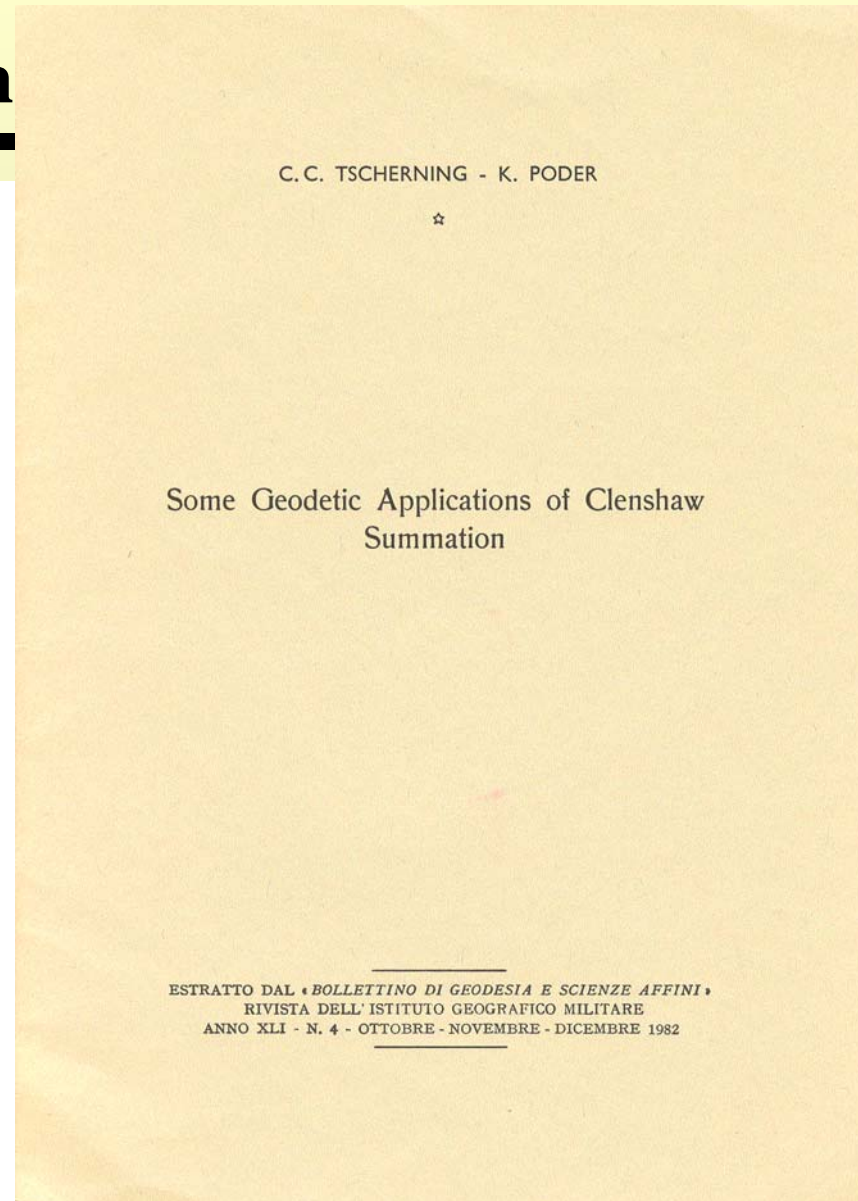 C. C. TSCHERNING - K. PODER
Some Geodetic Applications of Clenshaw
Summation
ESTRATTO DAL « BOLLETTINO DI GEODESIA E SCIENZE AFFINI »
RIVISTA DELL' ISTITUTO GEOGRAFICO MILITARE
ANNO XLI - N. 4 - OTTOBRE - NOVEMBRE - DICEMBRE 1982